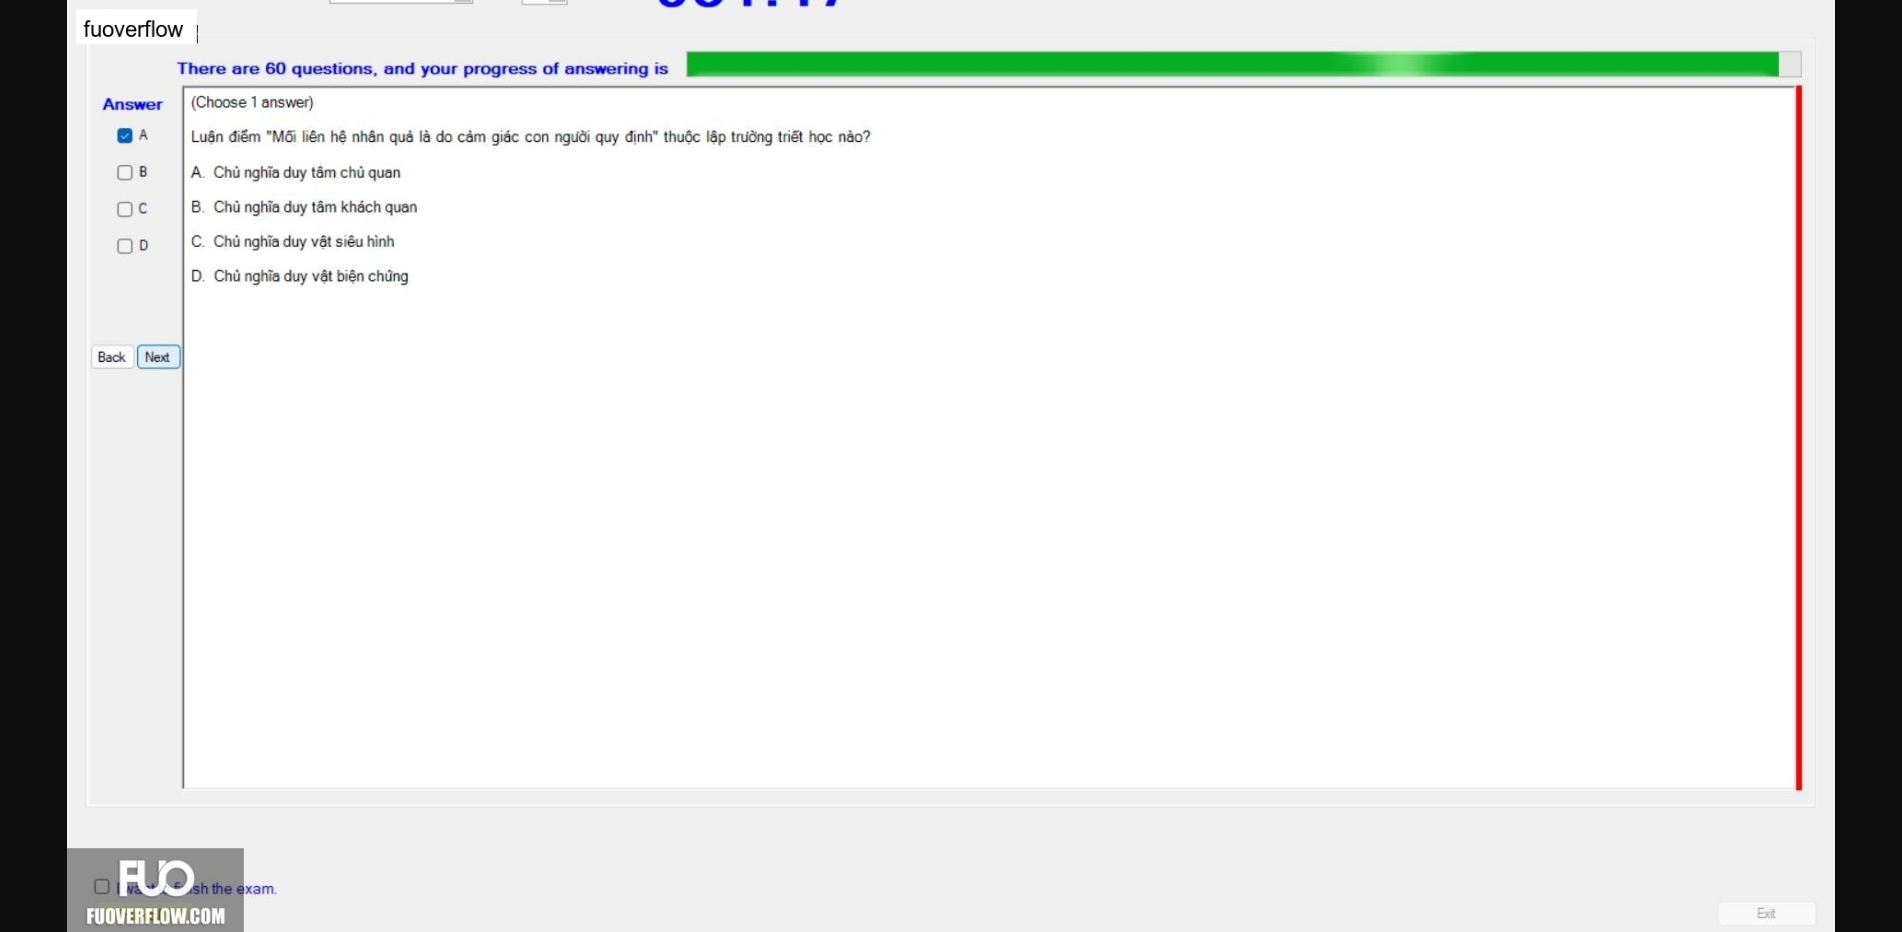 fuoverflow
There are 60 questions, and your progress of answering is
Answer
(Choose 1 answer)
A
Luận điểm "Mối liên hệ nhân quả là do cảm giác con người quy định" thuộc lập trường triết học nào?
B
A. Chủ nghĩa duy tâm chủ quan
C
B. Chủ nghĩa duy tâm khách quan
D
C. Chủ nghĩa duy vật siêu hình
D. Chủ nghĩa duy vật biện chứng
Back Next
FUO
I want finish the exam.
FUOVERFLOW.COM
Exit